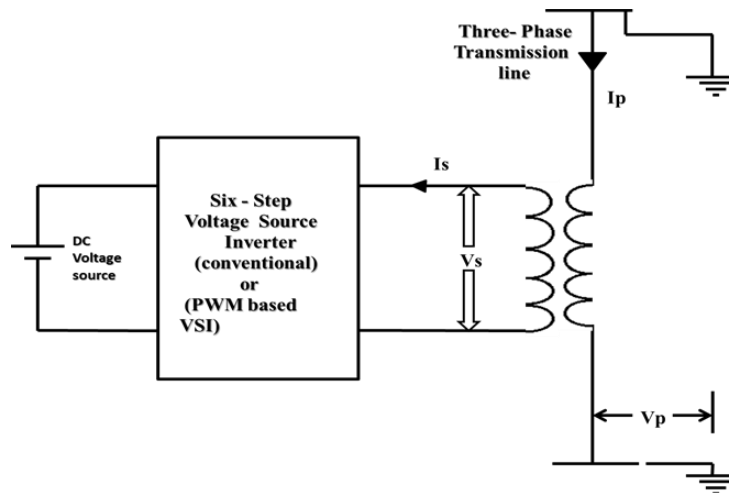 Three- Phase
Transmission
line
Ip
Is
Six - Step
Voltage Source
Inverter
(conventional)
or
(PWM based
VSI)
DC
Voltage
source
Vs
Vp